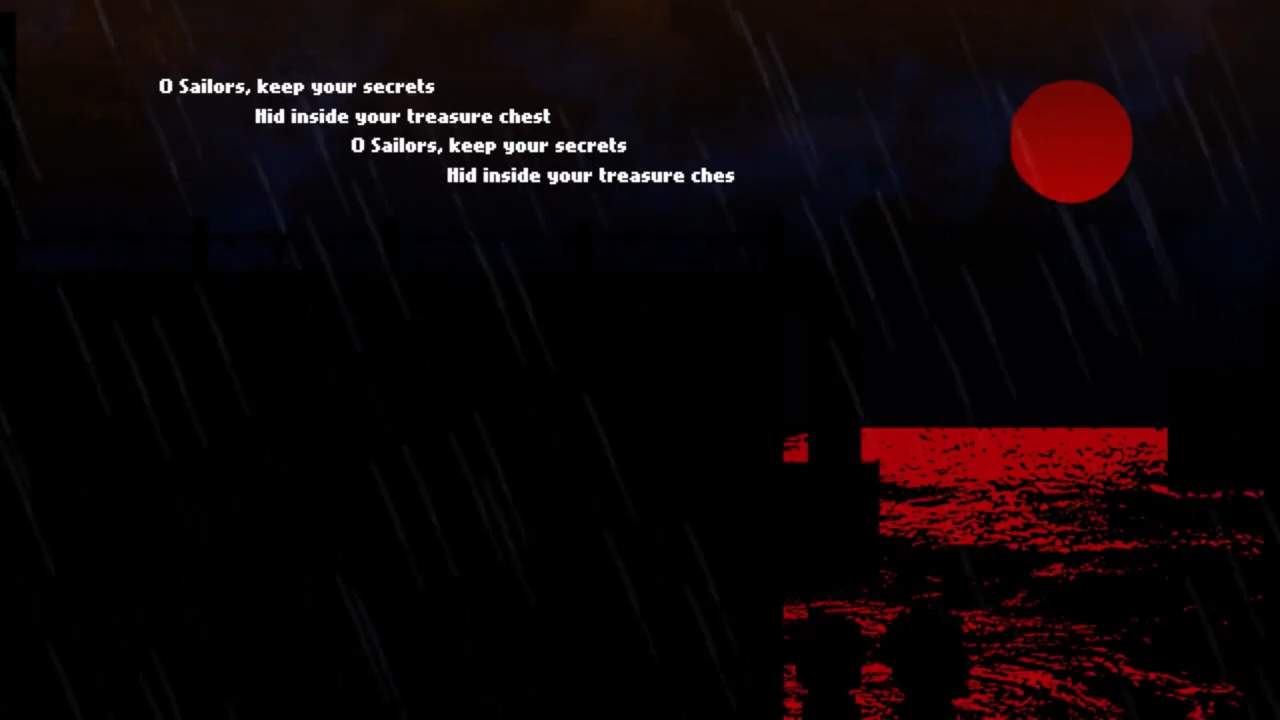 O Sailors, keep your secrets
Hid inside your treasure chest
O Sailors, keep your secrets
Hid inside your treasure ches